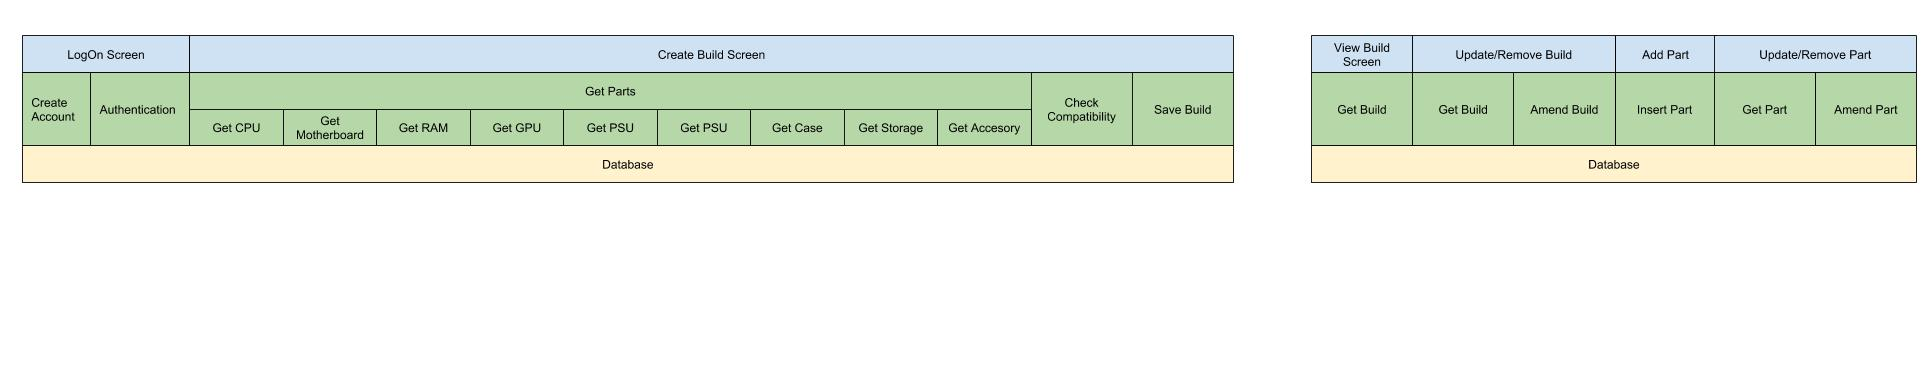 LogOn Screen
Create Build Screen
Create
Account
Authentication
Get Parts
Get CPU
Get
Motherboard
Get RAM
Get GPU
Get PSU
Get PSU
Get Case
Get Storage
Get Accesory
Check
Compatibility
Save Build
Database
View Build
Screen
Update/Remove Build
Add Part
Update/Remove Part
Get Build
Get Build
Amend Build
Insert Part
Get Part
Amend Part
Database